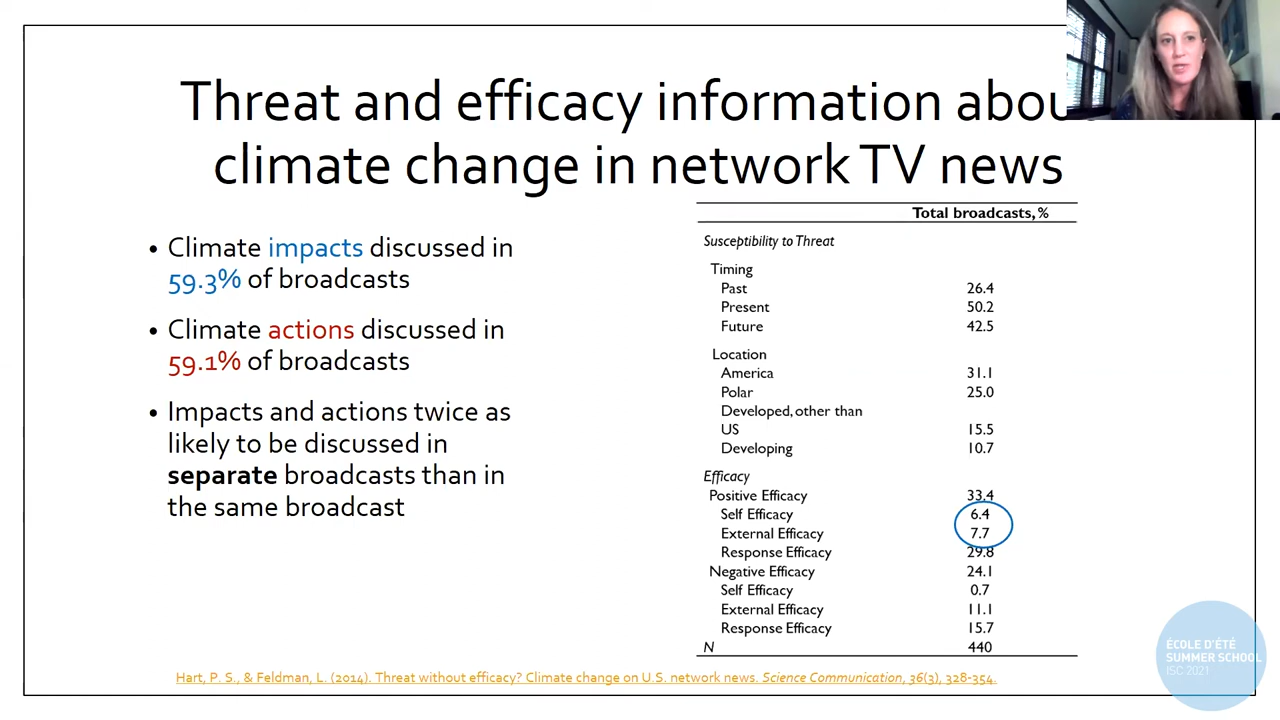 Threat and efficacy information abou
climate change in network TV news
• Climate impacts discussed in
59.3% of broadcasts
• Climate actions discussed in
59.1% of broadcasts
• Impacts and actions twice as
likely to be discussed in
separate broadcasts than in
the same broadcast
Total broadcasts, %
Susceptibility to Threat
Timing
Past 26.4
Present 50.2
Future 42.5
Location
America 31.1
Polar 25.0
Developed, other than
US 15.5
Developing 10.7
Efficacy
Positive Efficacy 33.4
Self Efficacy 6.4
External Efficacy 7.7
Response Efficacy 29.8
Negative Efficacy 24.1
Self Efficacy 0.7
External Efficacy 11.1
Response Efficacy 15.7
N 440
Hart, P. S., & Feldman, L. (2014). Threat without efficacy? Climate change on U.S. network news. Science Communication, 36(3), 328-354.
ÉCOLE D'ÉTÉ
SUMMER SCHOOL
ISC 2021